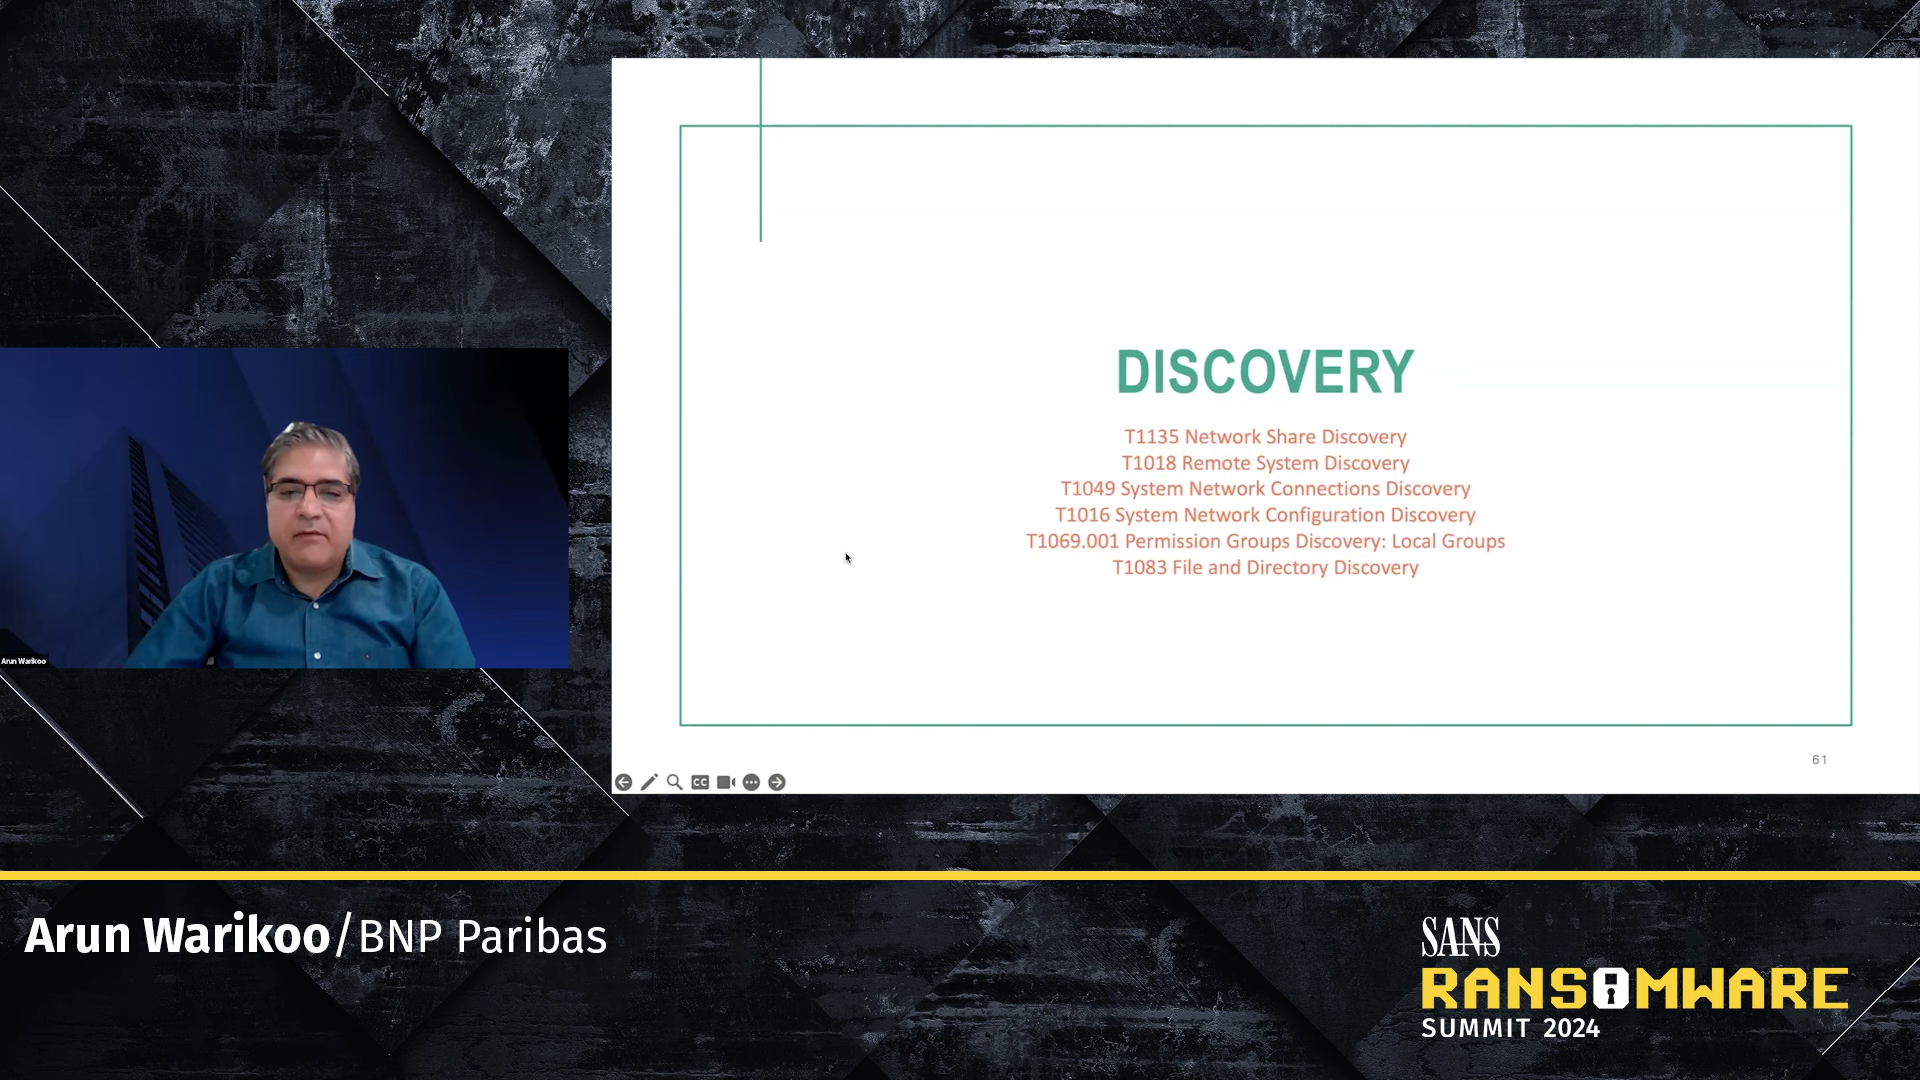 DISCOVERY
T1135 Network Share Discovery
T1018 Remote System Discovery
T1049 System Network Connections Discovery
T1016 System Network Configuration Discovery
T1069.001 Permission Groups Discovery: Local Groups
T1083 File and Directory Discovery
61
CC
Arun Warikoo
Arun Warikoo/BNP Paribas
SANS
RANSOMWARE
SUMMIT 2024